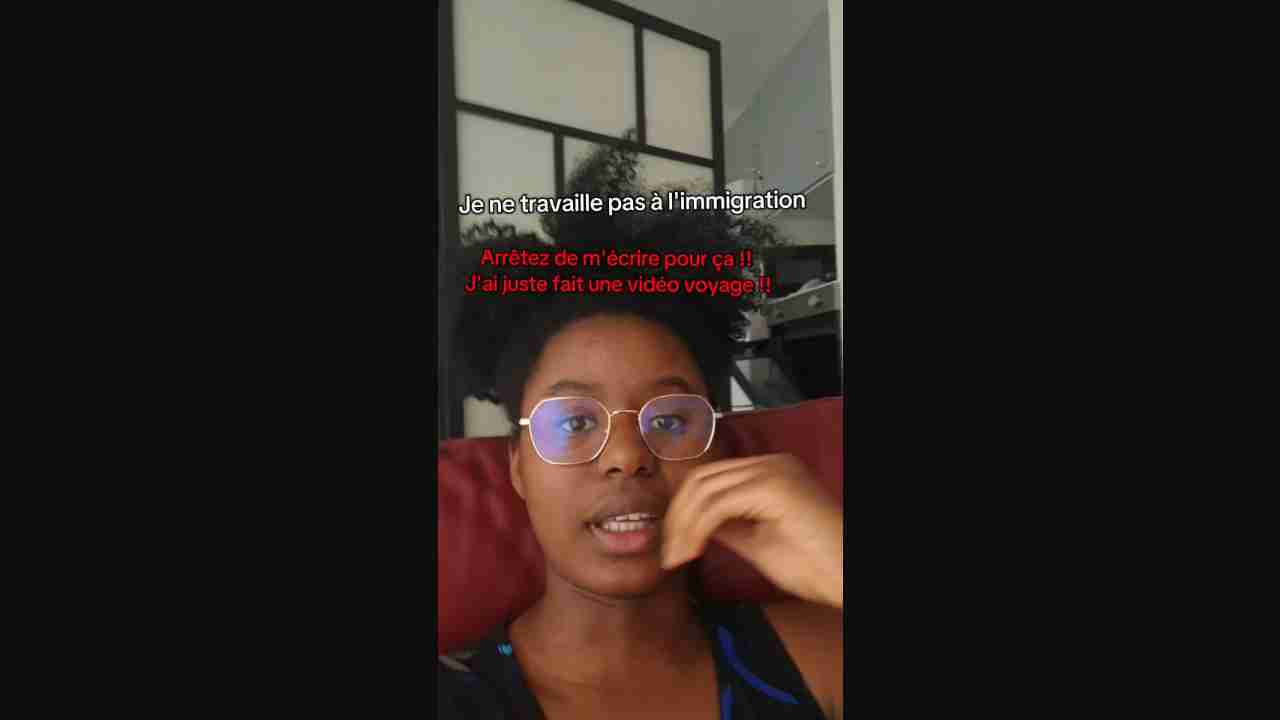 Je ne travaille pas à l'immigration
Arrêtez de m'écrire pour ça !!
J'ai juste fait une vidéo voyage !!